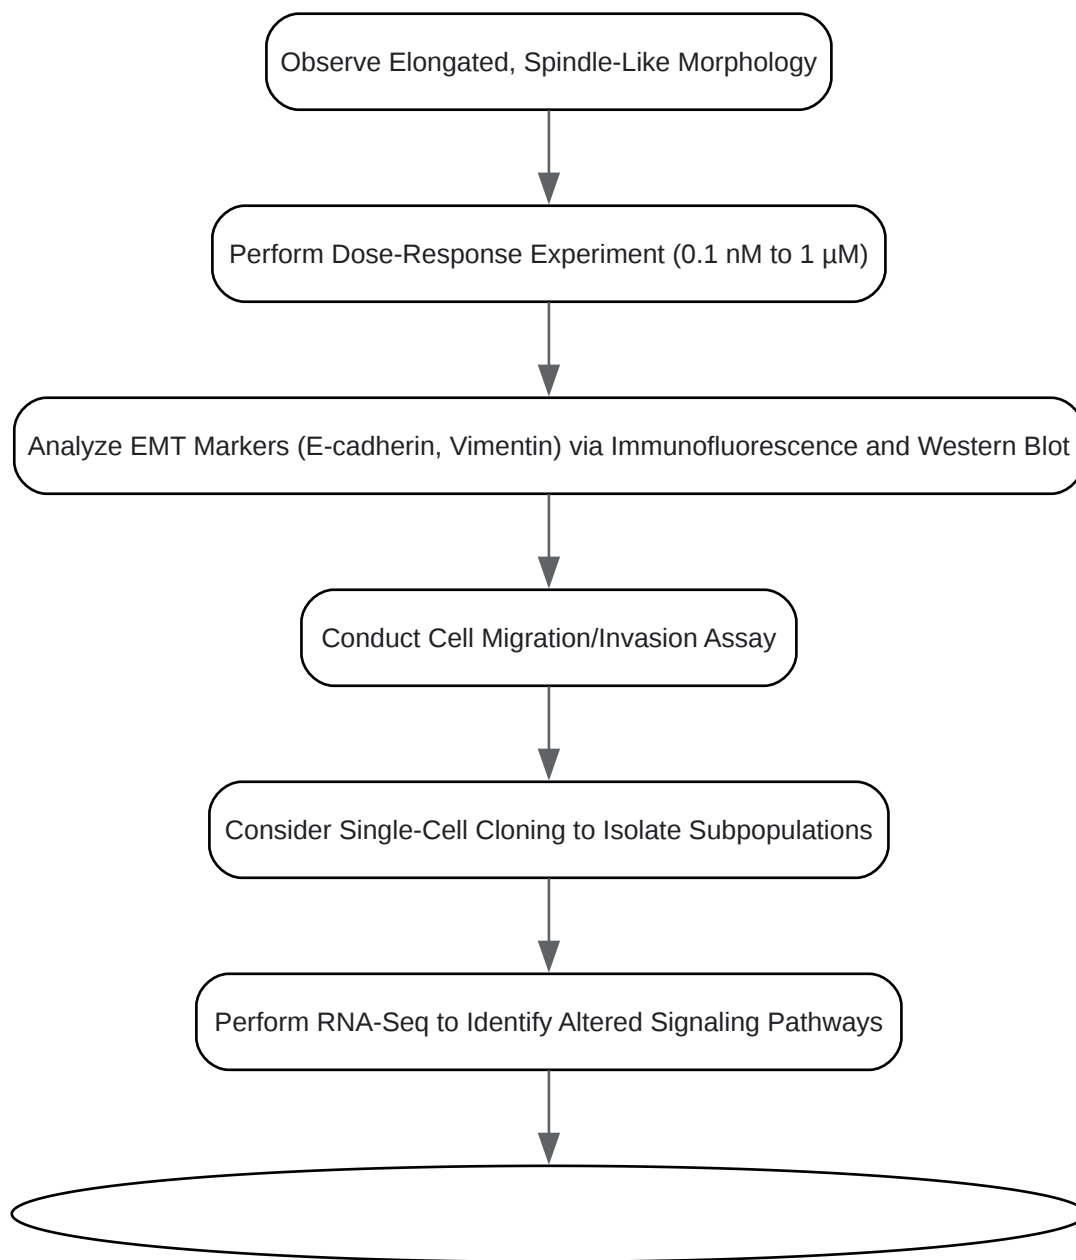 Observe Elongated, Spindle-Like Morphology
Perform Dose-Response Experiment (0.1 nM to 1 µM)
Analyze EMT Markers (E-cadherin, Vimentin) via Immunofluorescence and Western Blot
Conduct Cell Migration/Invasion Assay
Consider Single-Cell Cloning to Isolate Subpopulations
Perform RNA-Seq to Identify Altered Signaling Pathways